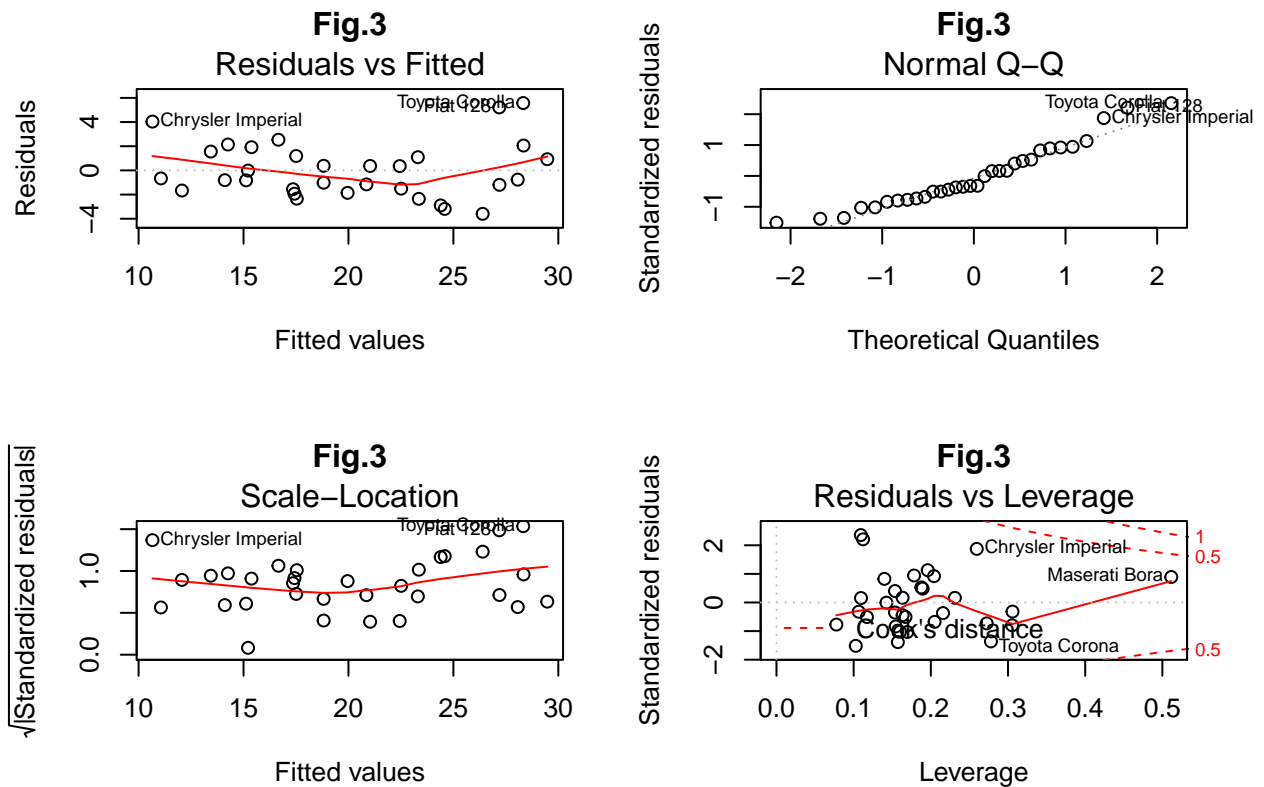 Fig.3
Residuals vs Fitted
Residuals
4
0
−4
Toyota Corolla
Fiat 128
Chrysler Imperial
10 15 20 25 30
Fitted values
Fig.3
Normal Q−Q
Standardized residuals
1
−1
Toyota Corolla
Fiat 128
Chrysler Imperial
−2 −1 0 1 2
Theoretical Quantiles
Fig.3
Scale−Location
√|Standardized residuals|
1.0
0.0
Toyota Corolla
Fiat 128
Chrysler Imperial
10 15 20 25 30
Fitted values
Fig.3
Residuals vs Leverage
Standardized residuals
2
0
−2
1
0.5
Chrysler Imperial
Maserati Bora
Cook's distance
Toyota Corona
0.5
0.0 0.1 0.2 0.3 0.4 0.5
Leverage